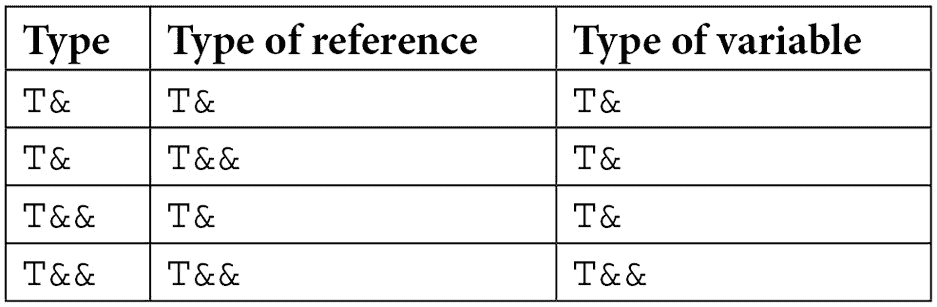 Type Type of reference Type of variable
T& T& T&
T& T&& T&
T&& T& T&
T&& T&& T&&